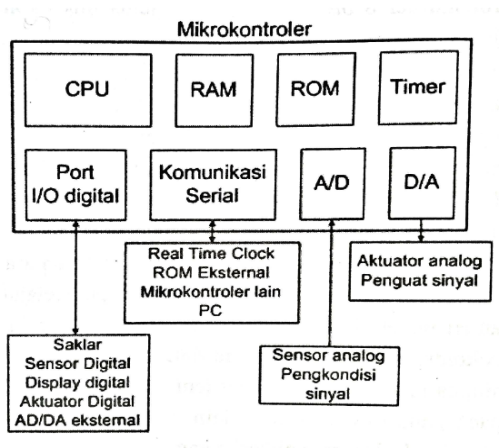 Mikrokontroler
CPU
RAM
ROM
Timer
Port
I/O digital
Komunikasi
Serial
A/D
D/A
Real Time Clock
ROM Eksternal
Mikrokontroler lain
PC
Aktuator analog
Penguat sinyal
Saklar
Sensor Digital
Display digital
Aktuator Digital
AD/DA eksternal
Sensor analog
Pengkondisi
sinyal